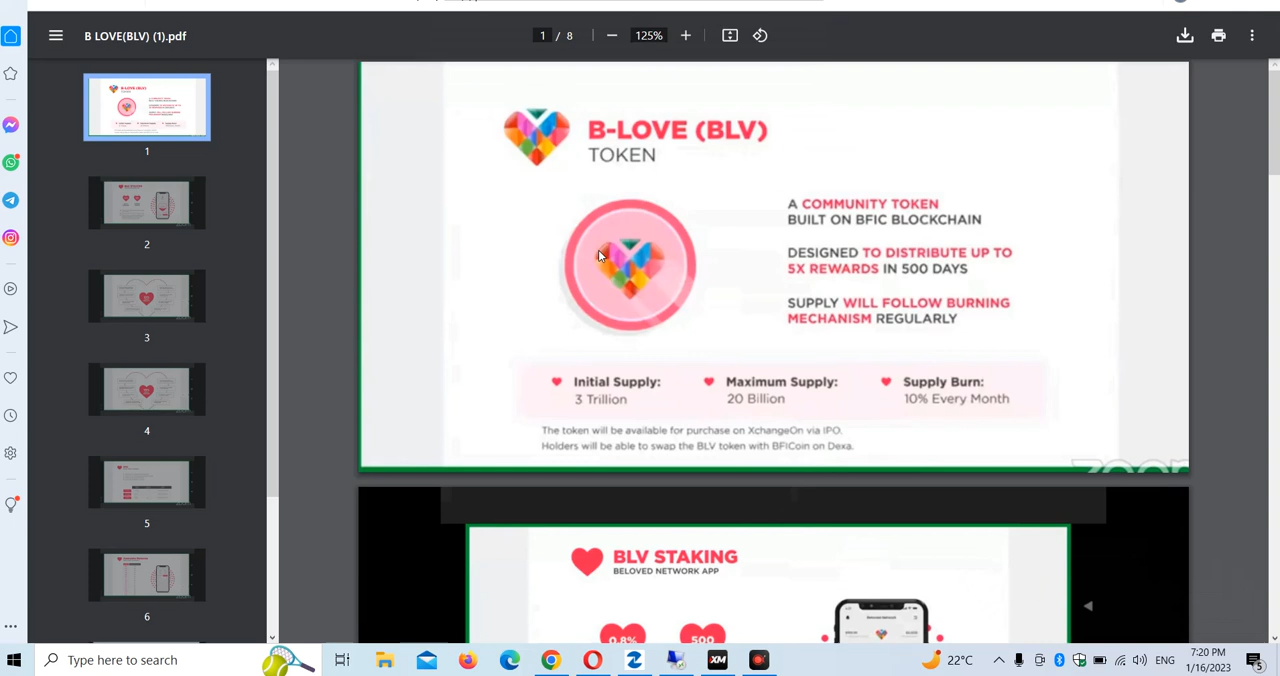 B LOVE(BLV) (1).pdf
1 / 8
125%
B-LOVE (BLV)
TOKEN
A COMMUNITY TOKEN
BUILT ON BFIC BLOCKCHAIN
DESIGNED TO DISTRIBUTE UP TO
5X REWARDS IN 500 DAYS
SUPPLY WILL FOLLOW BURNING
MECHANISM REGULARLY
Initial Supply:
3 Trillion
Maximum Supply:
20 Billion
Supply Burn:
10% Every Month
The token will be available for purchase on XchangeOn via IPO.
Holders will be able to swap the BLV token with BFICoin on Dexa.
zoom
BLV STAKING
BELOVED NETWORK APP
0.8%
500
1
2
3
4
5
6
Type here to search
XM
22°C
ENG
7:20 PM
1/16/2023
5